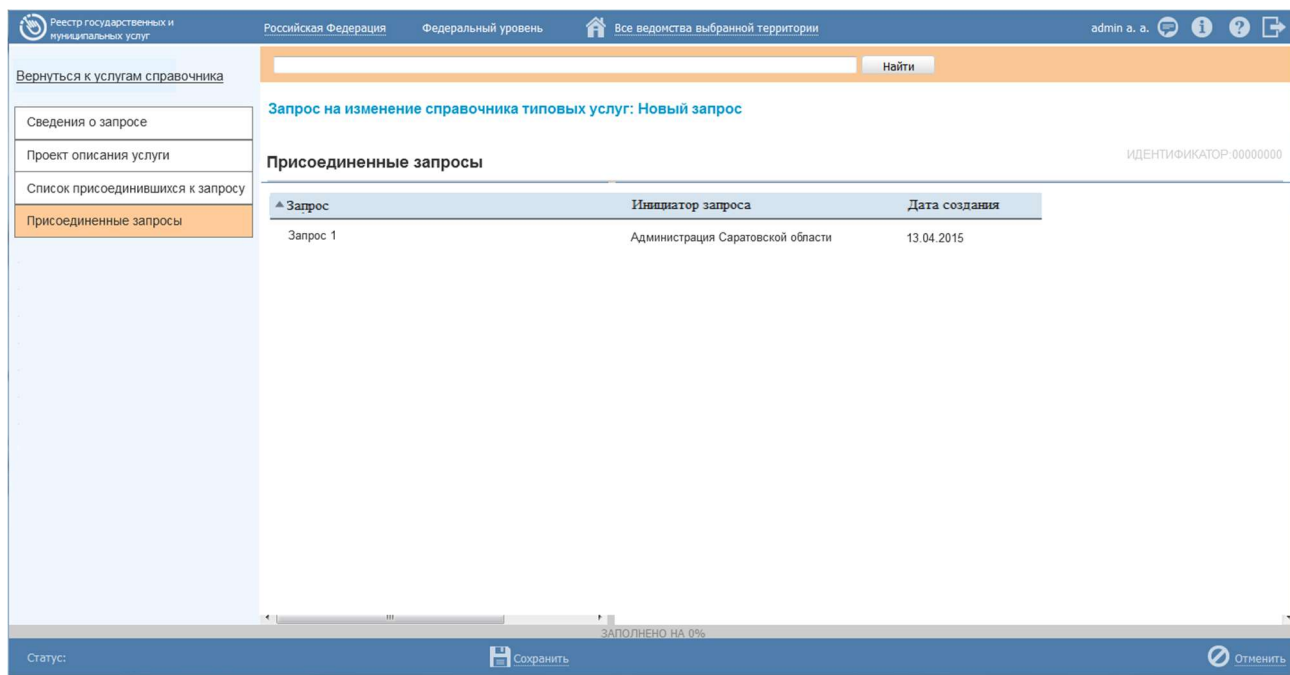 Реестр государственных и
муниципальных услуг
Российская Федерация Федеральный уровень Все ведомства выбранной территории admin a. a.
Вернуться к услугам справочника
Найти
Сведения о запросе
Проект описания услуги
Список присоединившихся к запросу
Присоединенные запросы
Запрос на изменение справочника типовых услуг: Новый запрос
Присоединенные запросы
ИДЕНТИФИКАТОР:00000000
Запрос Инициатор запроса Дата создания
Запрос 1 Администрация Саратовской области 13.04.2015
ЗАПОЛНЕНО НА 0%
Статус: Сохранить Отменить